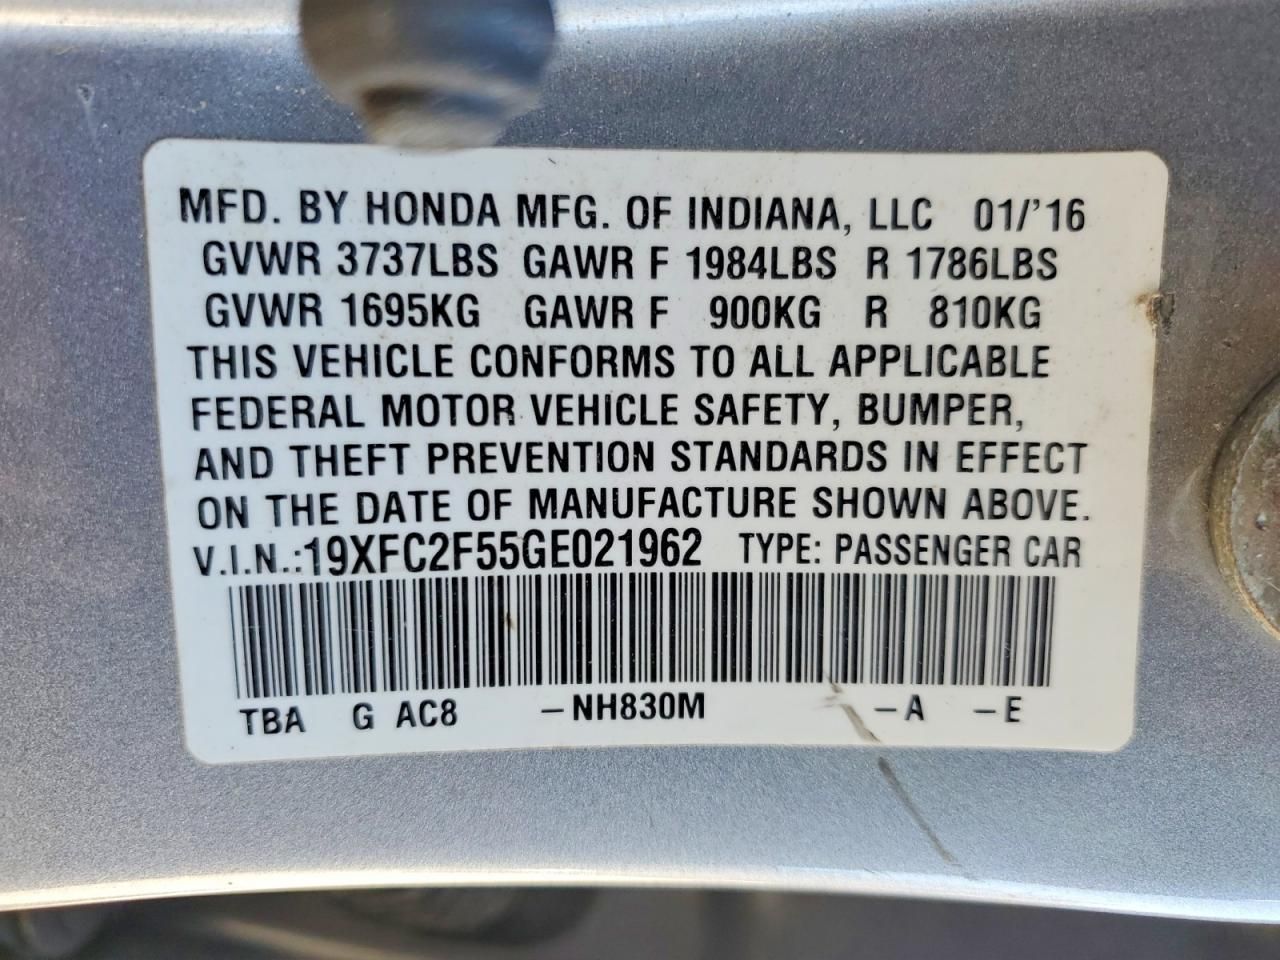 MFD. BY HONDA MFG. OF INDIANA, LLC 01/'16
GVWR 3737LBS GAWR F 1984LBS R 1786LBS
GVWR 1695KG GAWR F 900KG R 810KG
THIS VEHICLE CONFORMS TO ALL APPLICABLE
FEDERAL MOTOR VEHICLE SAFETY, BUMPER,
AND THEFT PREVENTION STANDARDS IN EFFECT
ON THE DATE OF MANUFACTURE SHOWN ABOVE.
V.I.N.:19XFC2F55GE021962 TYPE: PASSENGER CAR
TBA G AC8 -NH830M -A -E